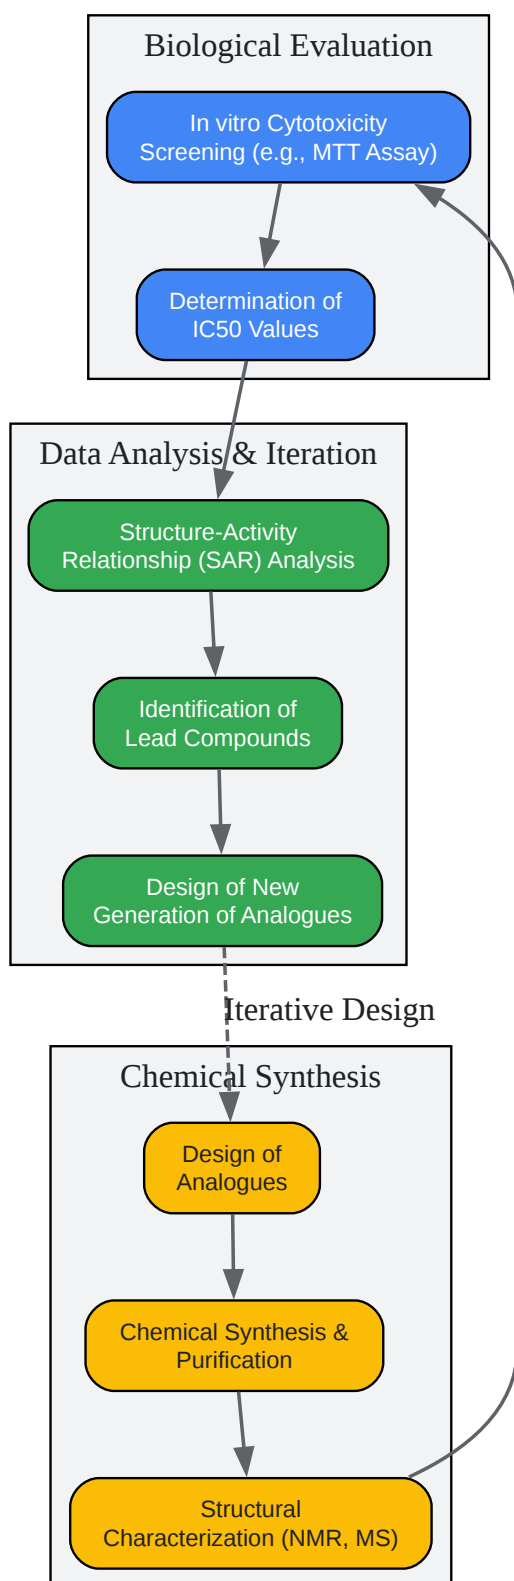 Biological Evaluation
In vitro Cytotoxicity
Screening (e.g., MTT Assay)
Determination of
IC50 Values
Data Analysis & Iteration
Structure-Activity
Relationship (SAR) Analysis
Identification of
Lead Compounds
Design of New
Generation of Analogues
Iterative Design
Chemical Synthesis
Design of
Analogues
Chemical Synthesis &
Purification
Structural
Characterization (NMR, MS)